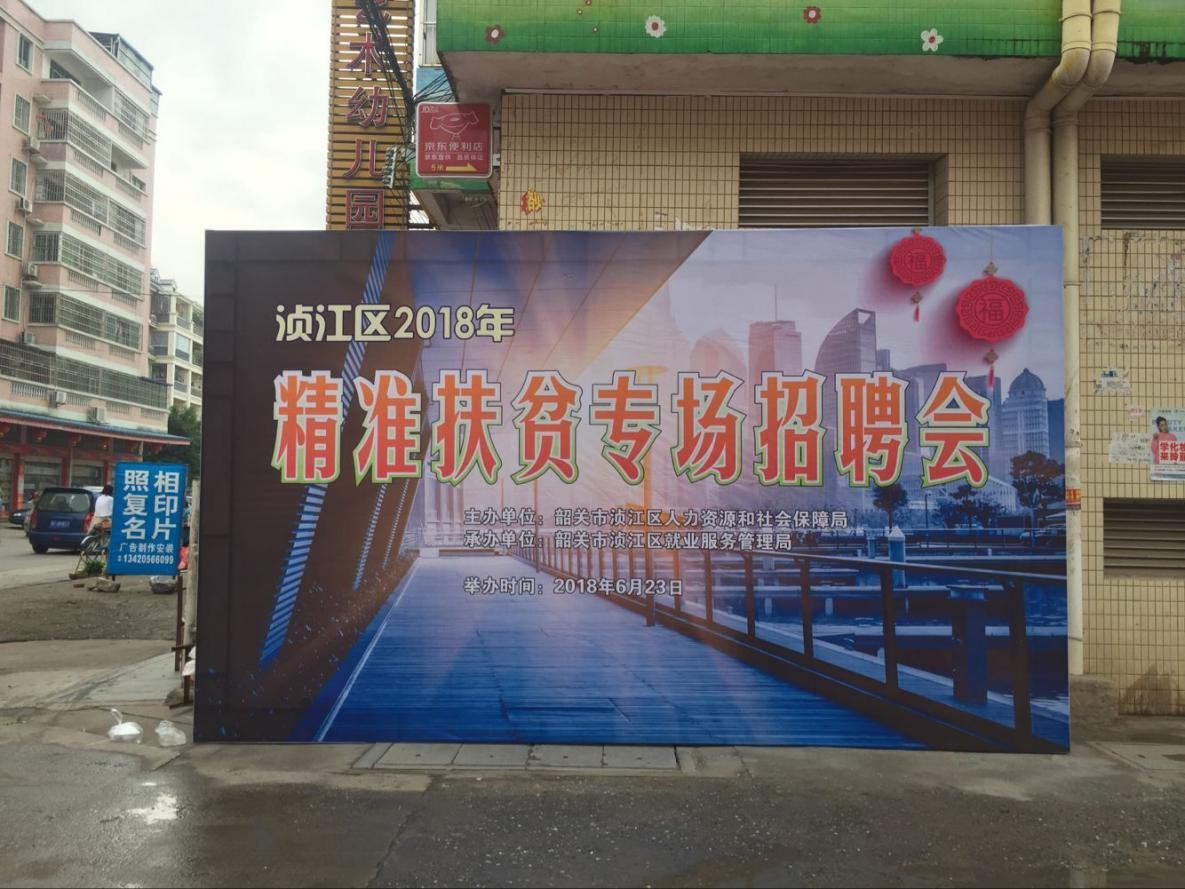 木幼儿园
京东便利店
浈江区2018年
精准扶贫专场招聘会
主办单位：韶关市浈江区人力资源和社会保障局
承办单位：韶关市浈江区就业服务管理局
举办时间：2018年6月23日
福
福
照相
复印
名片
广告制作安装
13420566099